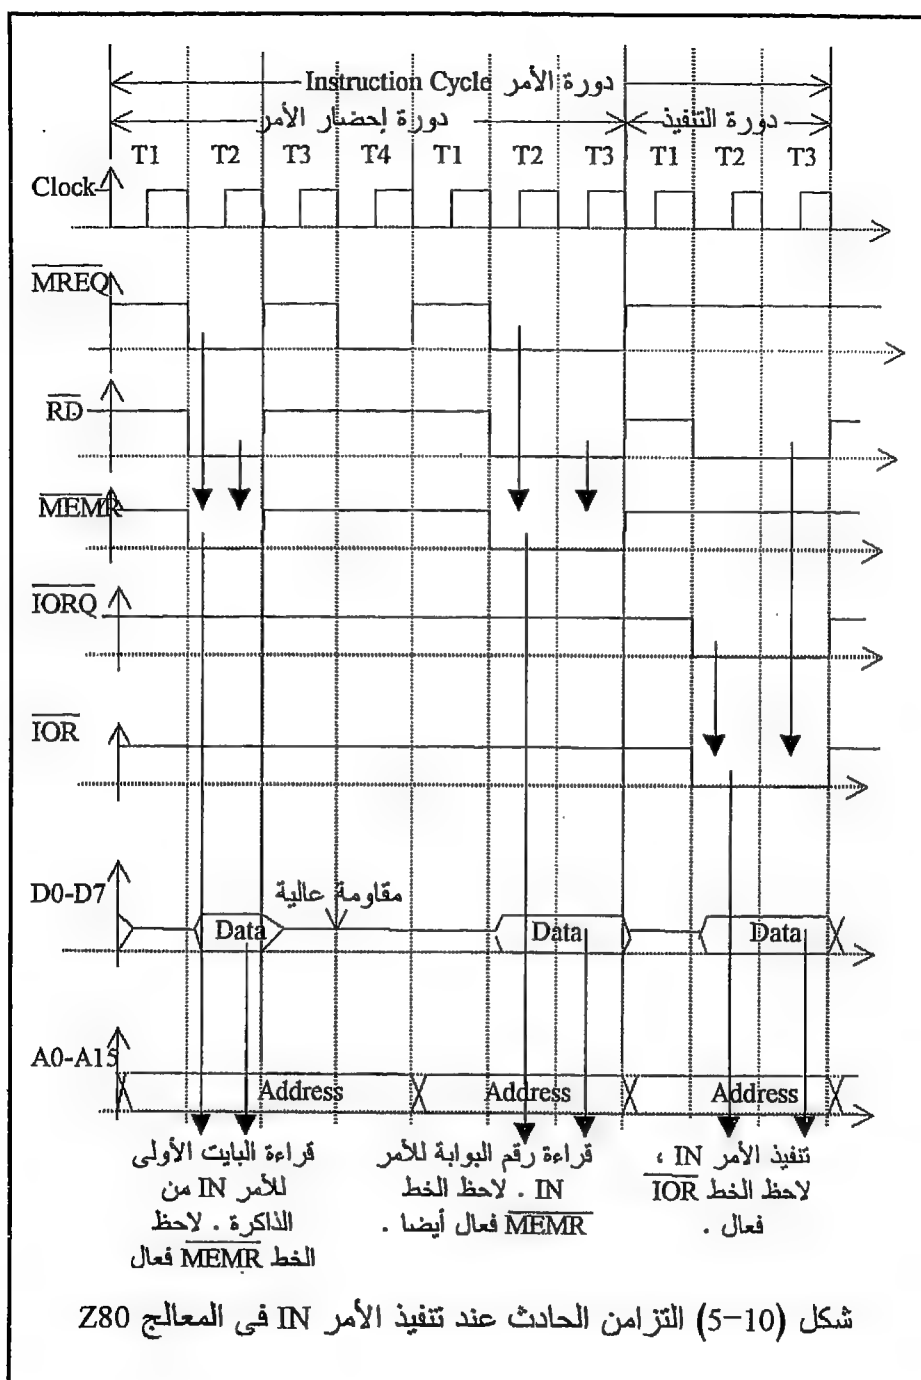 دورة الأمر Instruction Cycle
دورة إحضار الأمر
دورة التنفيذ
T1 T2 T3 T4 T1 T2 T3 T1 T2 T3
Clock
MREQ
RD
MEMR
IORQ
IOR
D0-D7
مقاومة عالية
Data Data Data
A0-A15
Address Address Address
قراءة البايت الأولى
للأمر IN من
الذاكرة . لاحظ
الخط MEMR فعال
قراءة رقم البوابة للأمر
IN . لاحظ الخط
MEMR فعال أيضا .
تنفيذ الأمر IN ،
لاحظ الخط IOR
فعال .
شكل (5-10) التزامن الحادث عند تنفيذ الأمر IN فى المعالج Z80